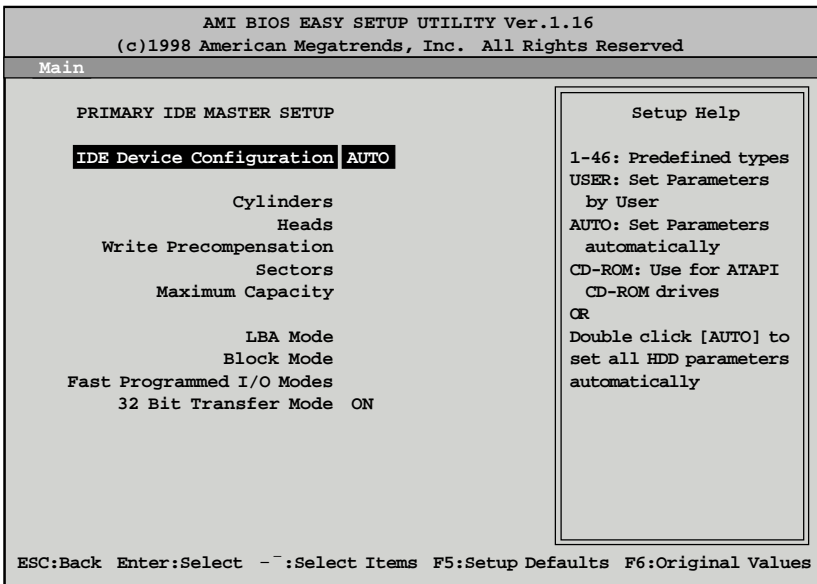 AMI BIOS EASY SETUP UTILITY Ver.1.16
(c)1998 American Megatrends, Inc. All Rights Reserved
Main
PRIMARY IDE MASTER SETUP
IDE Device Configuration AUTO
Cylinders
Heads
Write Precompensation
Sectors
Maximum Capacity
LBA Mode
Block Mode
Fast Programmed I/O Modes
32 Bit Transfer Mode ON
Setup Help
1-46: Predefined types
USER: Set Parameters
by User
AUTO: Set Parameters
automatically
CD-ROM: Use for ATAPI
CD-ROM drives
OR
Double click [AUTO] to
set all HDD parameters
automatically
ESC:Back Enter:Select -¯:Select Items F5:Setup Defaults F6:Original Values